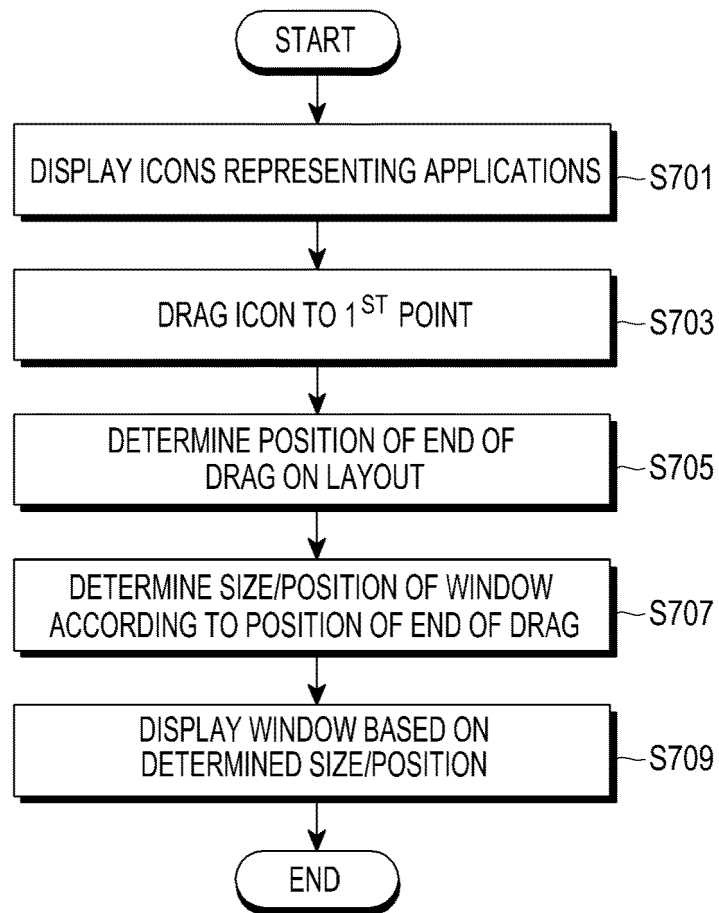 START
DISPLAY ICONS REPRESENTING APPLICATIONS
S701
DRAG ICON TO 1ST POINT
S703
DETERMINE POSITION OF END OF
DRAG ON LAYOUT
S705
DETERMINE SIZE/POSITION OF WINDOW
ACCORDING TO POSITION OF END OF DRAG
S707
DISPLAY WINDOW BASED ON
DETERMINED SIZE/POSITION
S709
END